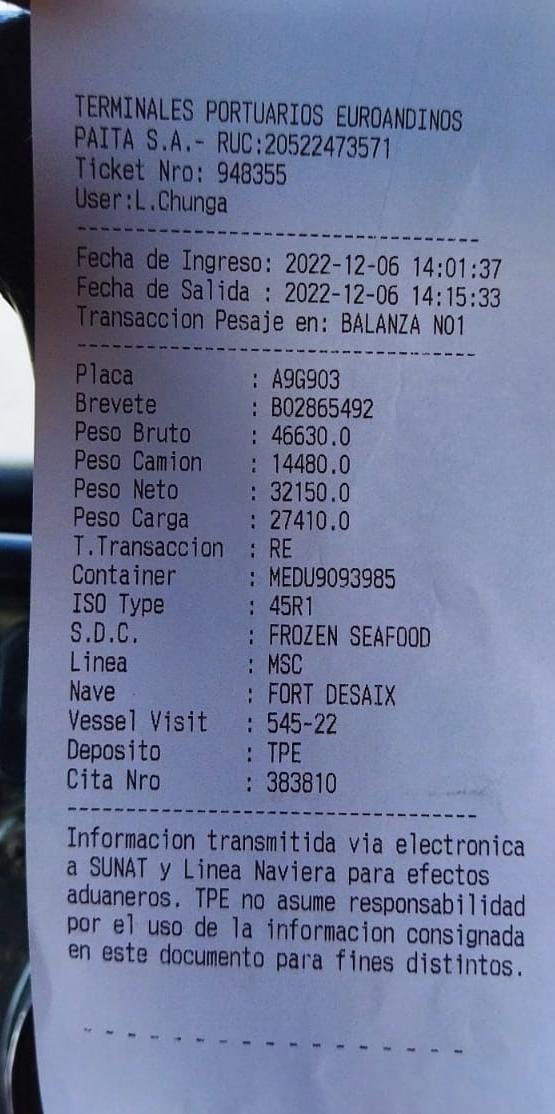 TERMINALES PORTUARIOS EUROANDINOS
PAITA S.A.- RUC:20522473571
Ticket Nro: 948355
User:L.Chunga
------------------------------------
Fecha de Ingreso: 2022-12-06 14:01:37
Fecha de Salida : 2022-12-06 14:15:33
Transaccion Pesaje en: BALANZA NO1
------------------------------------
Placa : A9G903
Brevete : B02865492
Peso Bruto : 46630.0
Peso Camion : 14480.0
Peso Neto : 32150.0
Peso Carga : 27410.0
T.Transaccion : RE
Container : MEDU9093985
ISO Type : 45R1
S.D.C. : FROZEN SEAFOOD
Linea : MSC
Nave : FORT DESAIX
Vessel Visit : 545-22
Deposito : TPE
Cita Nro : 383810
------------------------------------
Informacion transmitida via electronica
a SUNAT y Linea Naviera para efectos
aduaneros. TPE no asume responsabilidad
por el uso de la informacion consignada
en este documento para fines distintos.
- - - - - - - - - - - - - - - - - -